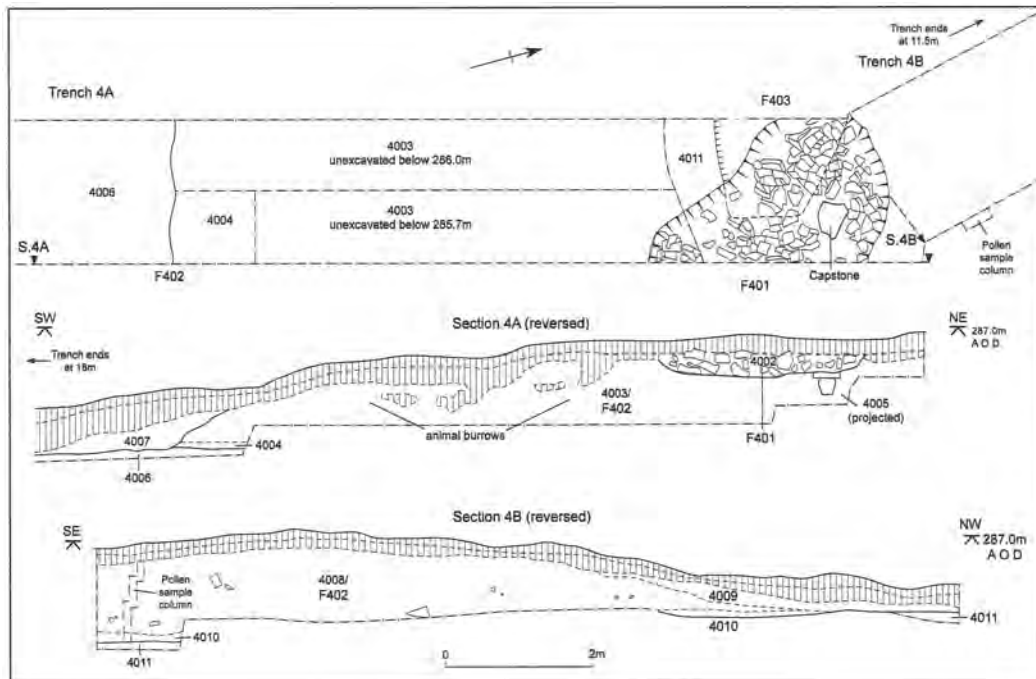 Trench ends
at 11.5m
Trench 4B
Trench 4A
F403
4003
unexcavated below 286.0m
4011
4006
4004
4003
unexcavated below 285.7m
S.4A
S.4B
Pollen
sample
column
F402
Capstone
F401
SW
Section 4A (reversed)
NE
287.0m
A O D
Trench ends
at 18m
4002
4003/
F402
4005
(projected)
animal burrows
4007
4004
F401
4006
Section 4B (reversed)
SE
NW
287.0m
A O D
Pollen
sample
column
4008/
F402
4009
4010
4010
4011
4011
0
2m